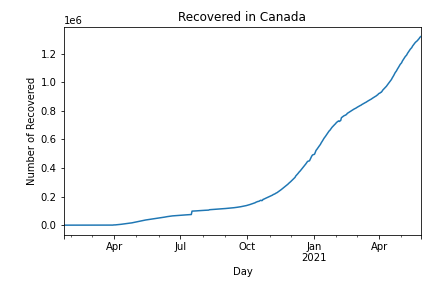 Recovered in Canada
1e6
Number of Recovered
1.2
1.0
0.8
0.6
0.4
0.2
0.0
Apr
Jul
Oct
Jan
2021
Apr
Day